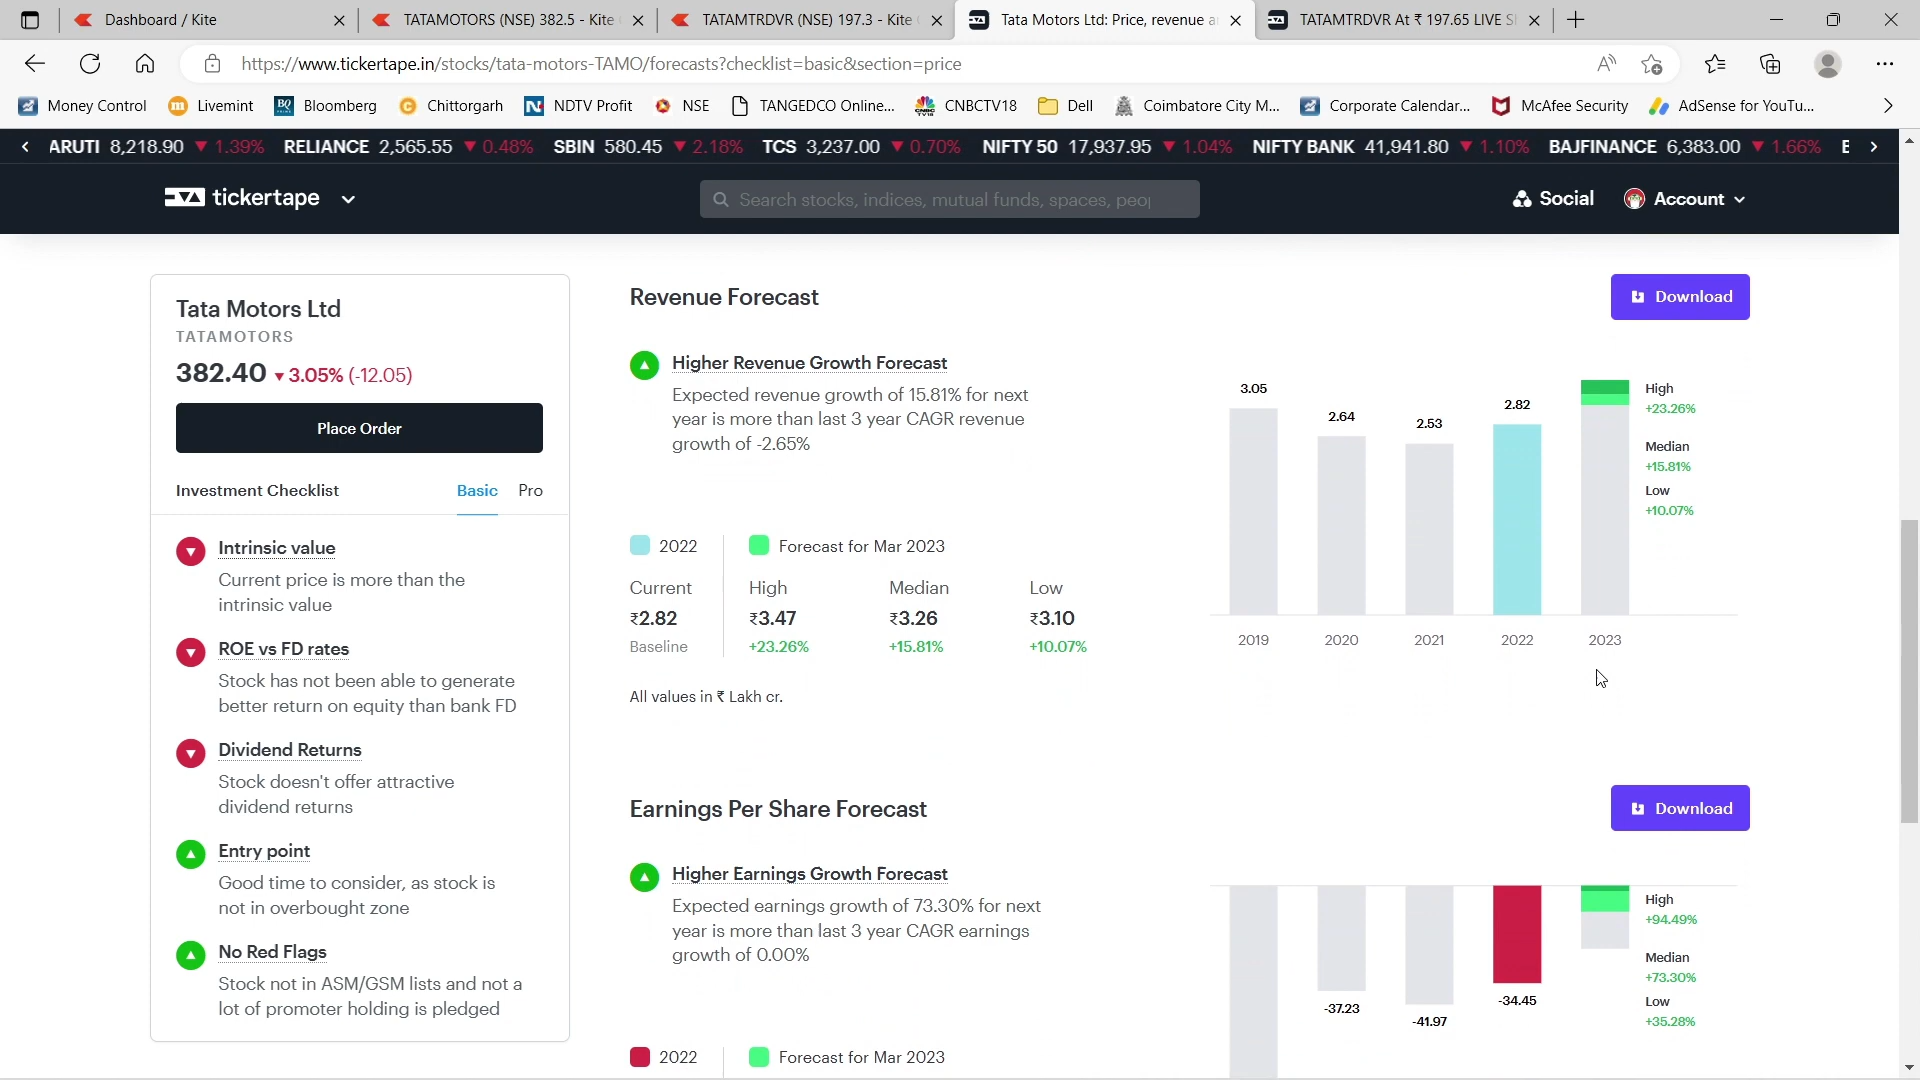 Dashboard / Kite
TATAMOTORS (NSE) 382.5 - Kite
TATAMTRDVR (NSE) 197.3 - Kite
Tata Motors Ltd: Price, revenue a
TATAMTRDVR At ₹ 197.65 LIVE S
https://www.tickertape.in/stocks/tata-motors-TAMO/forecasts?checklist=basic&section=price
Money Control
Livemint
BQ Bloomberg
Chittorgarh
NDTV Profit
NSE
TANGEDCO Online...
CNBCTV18
Dell
Coimbatore City M...
Corporate Calendar...
McAfee Security
AdSense for YouTu...
ARUTI 8,218.90 ▼ 1.39% RELIANCE 2,565.55 ▼ 0.48% SBIN 580.45 ▼ 2.18% TCS 3,237.00 ▼ 0.70% NIFTY 50 17,937.95 ▼ 1.04% NIFTY BANK 41,941.80 ▼ 1.10% BAJFINANCE 6,383.00 ▼ 1.66% E
tickertape
Search stocks, indices, mutual funds, spaces, peo
Social
Account
Tata Motors Ltd
TATAMOTORS
382.40 ▼ 3.05% (-12.05)
Place Order
Investment Checklist
Basic
Pro
Intrinsic value
Current price is more than the
intrinsic value
ROE vs FD rates
Stock has not been able to generate
better return on equity than bank FD
Dividend Returns
Stock doesn't offer attractive
dividend returns
Entry point
Good time to consider, as stock is
not in overbought zone
No Red Flags
Stock not in ASM/GSM lists and not a
lot of promoter holding is pledged
Revenue Forecast
Download
Higher Revenue Growth Forecast
Expected revenue growth of 15.81% for next
year is more than last 3 year CAGR revenue
growth of -2.65%
2022
Forecast for Mar 2023
Current High Median Low
₹2.82 ₹3.47 ₹3.26 ₹3.10
Baseline +23.26% +15.81% +10.07%
All values in ₹ Lakh cr.
3.05
2.64
2.53
2.82
High
+23.26%
Median
+15.81%
Low
+10.07%
2019 2020 2021 2022 2023
Earnings Per Share Forecast
Download
Higher Earnings Growth Forecast
Expected earnings growth of 73.30% for next
year is more than last 3 year CAGR earnings
growth of 0.00%
2022
Forecast for Mar 2023
-37.23
-41.97
-34.45
High
+94.49%
Median
+73.30%
Low
+35.28%